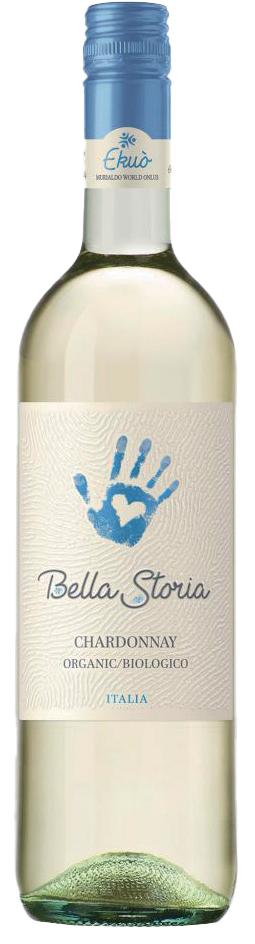 Ekuò
MURIALDO WORLD ONLUS
Bella Storia
CHARDONNAY
ORGANIC/BIOLOGICO
ITALIA